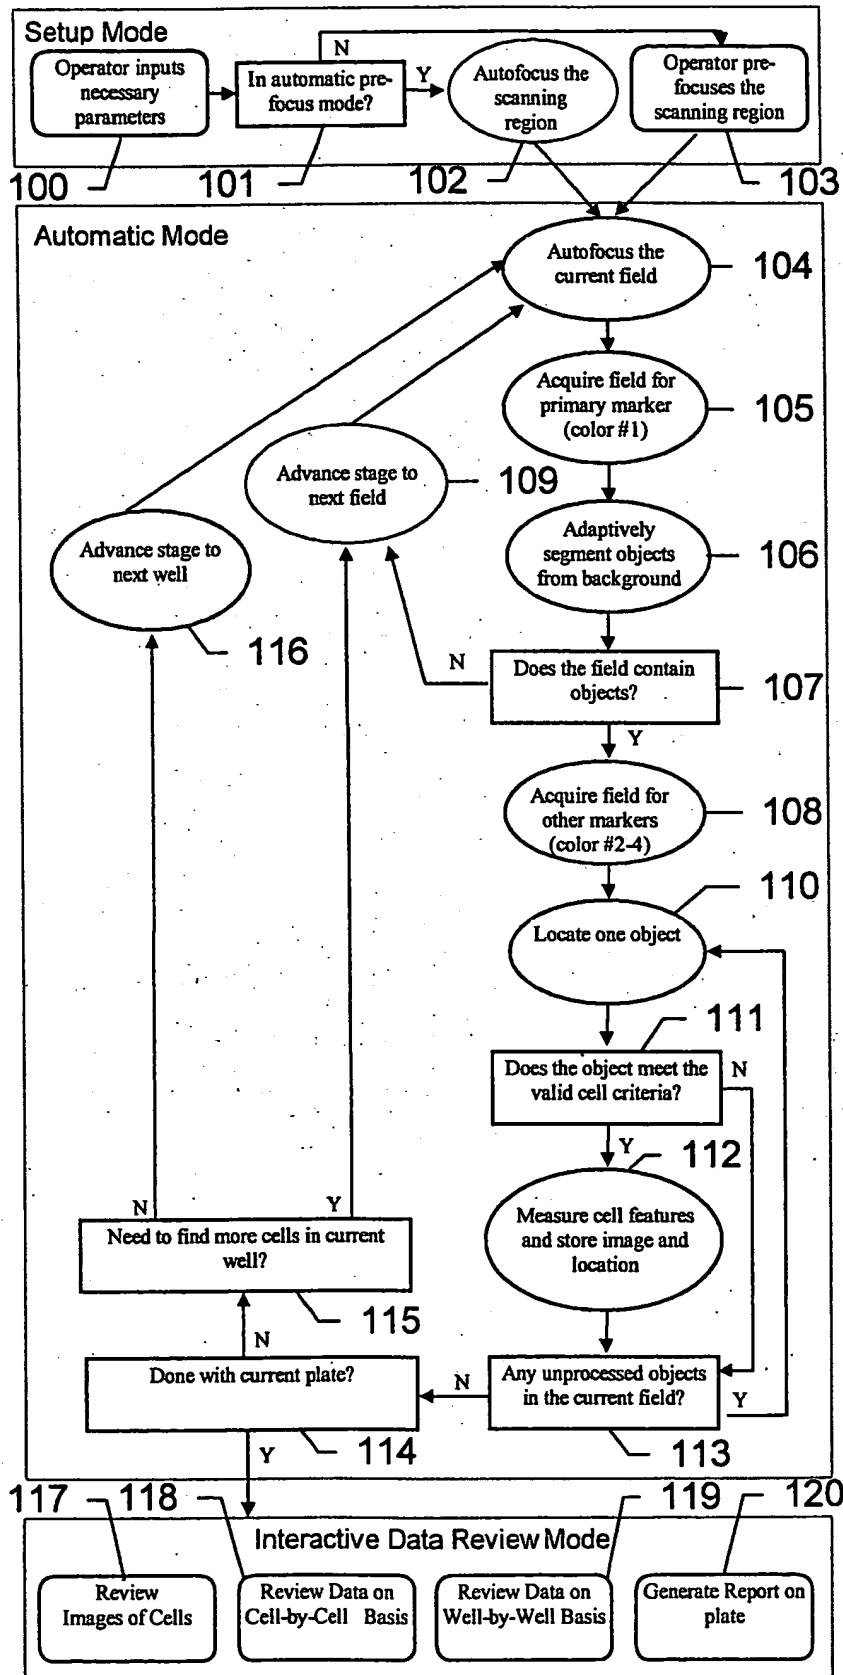 Setup Mode
Operator inputs
necessary
parameters
In automatic pre-
focus mode?
N
Y
Autofocus the
scanning
region
Operator pre-
focuses the
scanning region
100
101
102
103
Automatic Mode
Autofocus the
current field
104
Acquire field for
primary marker
(color #1)
105
Advance stage to
next field
109
Adaptively
segment objects
from background
106
Advance stage to
next well
116
N
Does the field contain
objects?
107
Y
Acquire field for
other markers
(color #2-4)
108
110
Locate one object
111
Does the object meet the
valid cell criteria?
N
Y
112
Measure cell features
and store image and
location
N
Y
Need to find more cells in current
well?
115
N
Done with current plate?
N
Any unprocessed objects
in the current field?
Y
114
113
Y
117
118
119
120
Interactive Data Review Mode
Review
Images of Cells
Review Data on
Cell-by-Cell Basis
Review Data on
Well-by-Well Basis
Generate Report on
plate